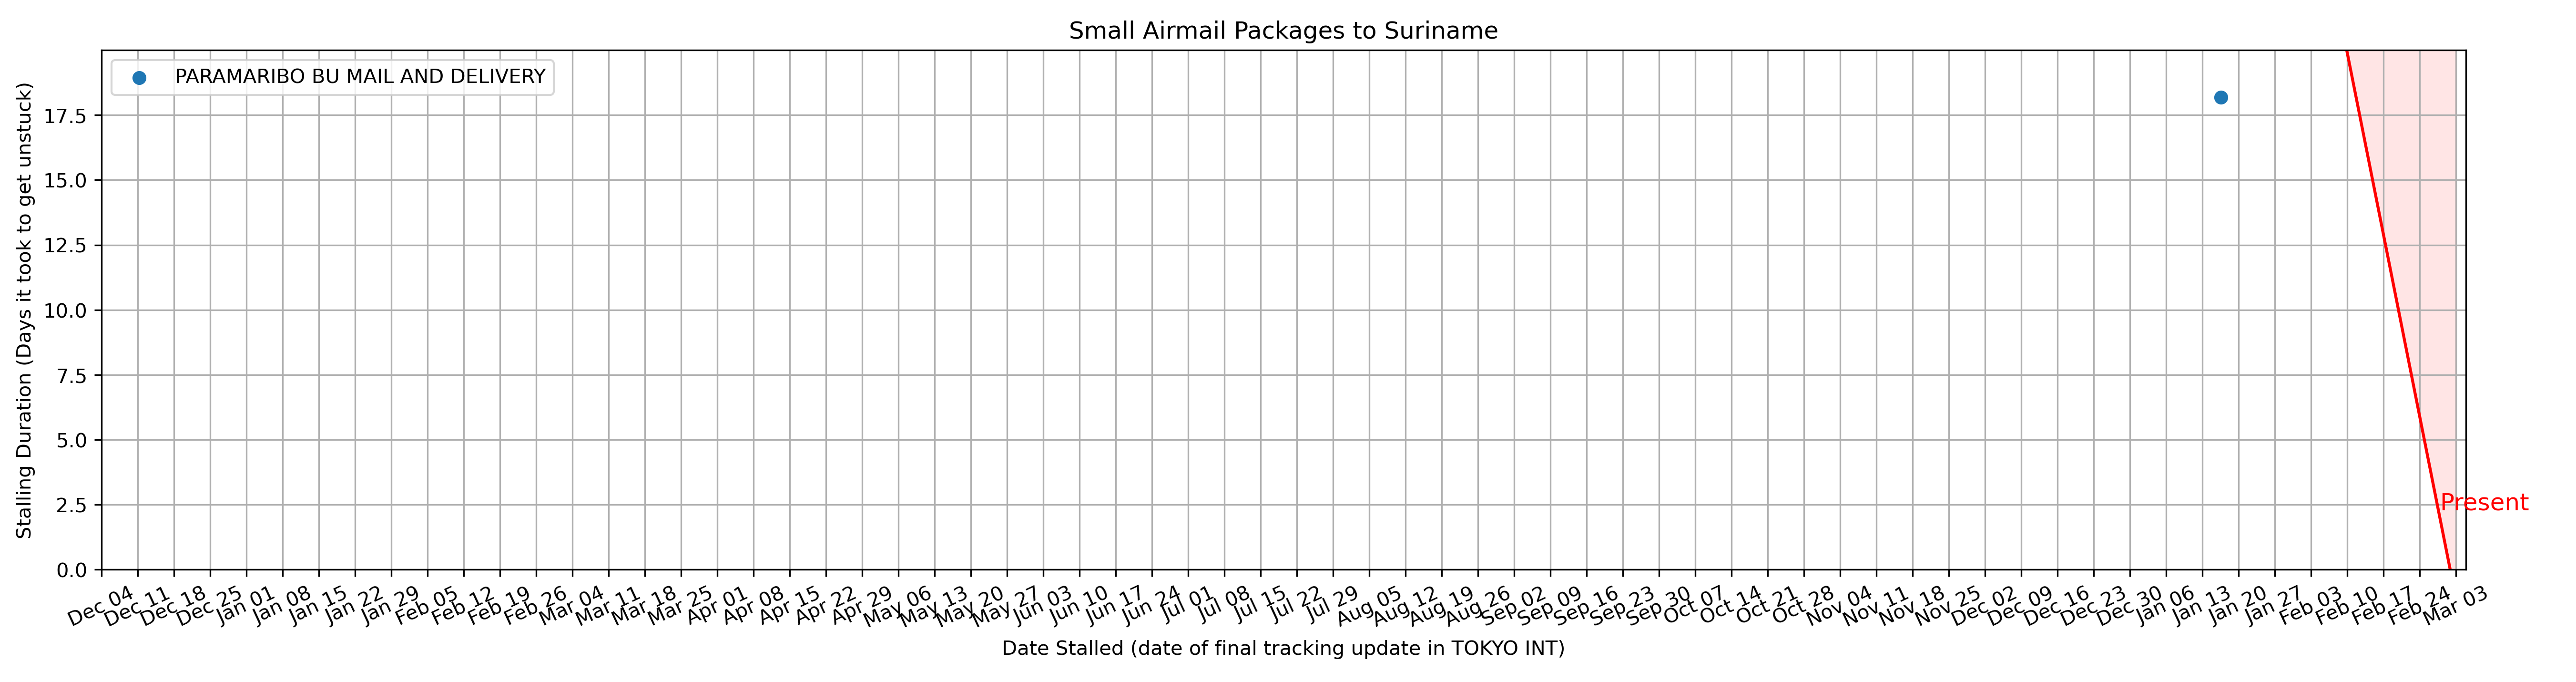 Small Airmail Packages to Suriname
PARAMARIBO BU MAIL AND DELIVERY
Stalling Duration (Days it took to get unstuck)
17.5
15.0
12.5
10.0
7.5
5.0
2.5
0.0
Present
Dec 04 Dec 11 Dec 18 Dec 25 Jan 01 Jan 08 Jan 15 Jan 22 Jan 29 Feb 05 Feb 12 Feb 19 Feb 26 Mar 04 Mar 11 Mar 18 Mar 25 Apr 01 Apr 08 Apr 15 Apr 22 Apr 29 May 06 May 13 May 20 May 27 Jun 03 Jun 10 Jun 17 Jun 24 Jul 01 Jul 08 Jul 15 Jul 22 Jul 29 Aug 05 Aug 12 Aug 19 Aug 26 Sep 02 Sep 09 Sep 16 Sep 23 Sep 30 Oct 07 Oct 14 Oct 21 Oct 28 Nov 04 Nov 11 Nov 18 Nov 25 Dec 02 Dec 09 Dec 16 Dec 23 Dec 30 Jan 06 Jan 13 Jan 20 Jan 27 Feb 03 Feb 10 Feb 17 Feb 24 Mar 03
Date Stalled (date of final tracking update in TOKYO INT)